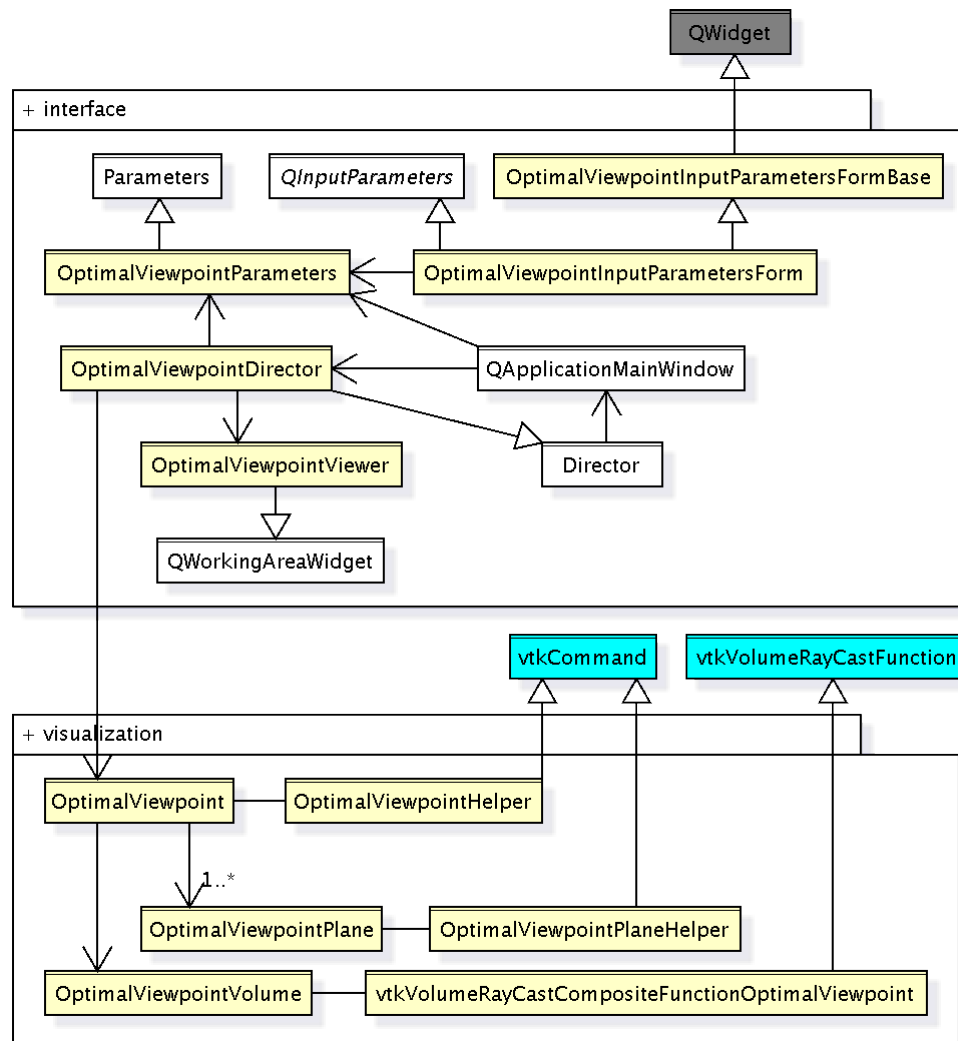 QWidget
+ interface
Parameters
QInputParameters
OptimalViewpointInputParametersFormBase
OptimalViewpointParameters
OptimalViewpointInputParametersForm
OptimalViewpointDirector
QApplicationMainWindow
OptimalViewpointViewer
Director
QWorkingAreaWidget
vtkCommand
vtkVolumeRayCastFunction
+ visualization
OptimalViewpoint
OptimalViewpointHelper
1..*
OptimalViewpointPlane
OptimalViewpointPlaneHelper
OptimalViewpointVolume
vtkVolumeRayCastCompositeFunctionOptimalViewpoint